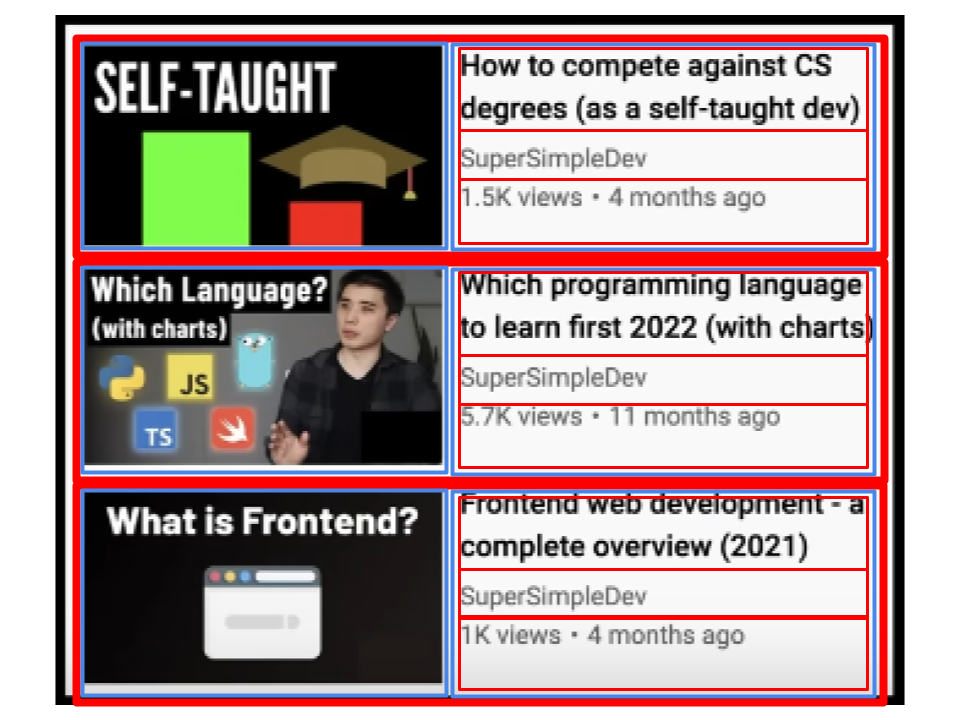 SELF-TAUGHT
How to compete against CS
degrees (as a self-taught dev)
SuperSimpleDev
1.5K views • 4 months ago
Which Language?
(with charts)
JS
TS
Which programming language
to learn first 2022 (with charts)
SuperSimpleDev
5.7K views • 11 months ago
What is Frontend?
Frontend web development - a
complete overview (2021)
SuperSimpleDev
1K views • 4 months ago